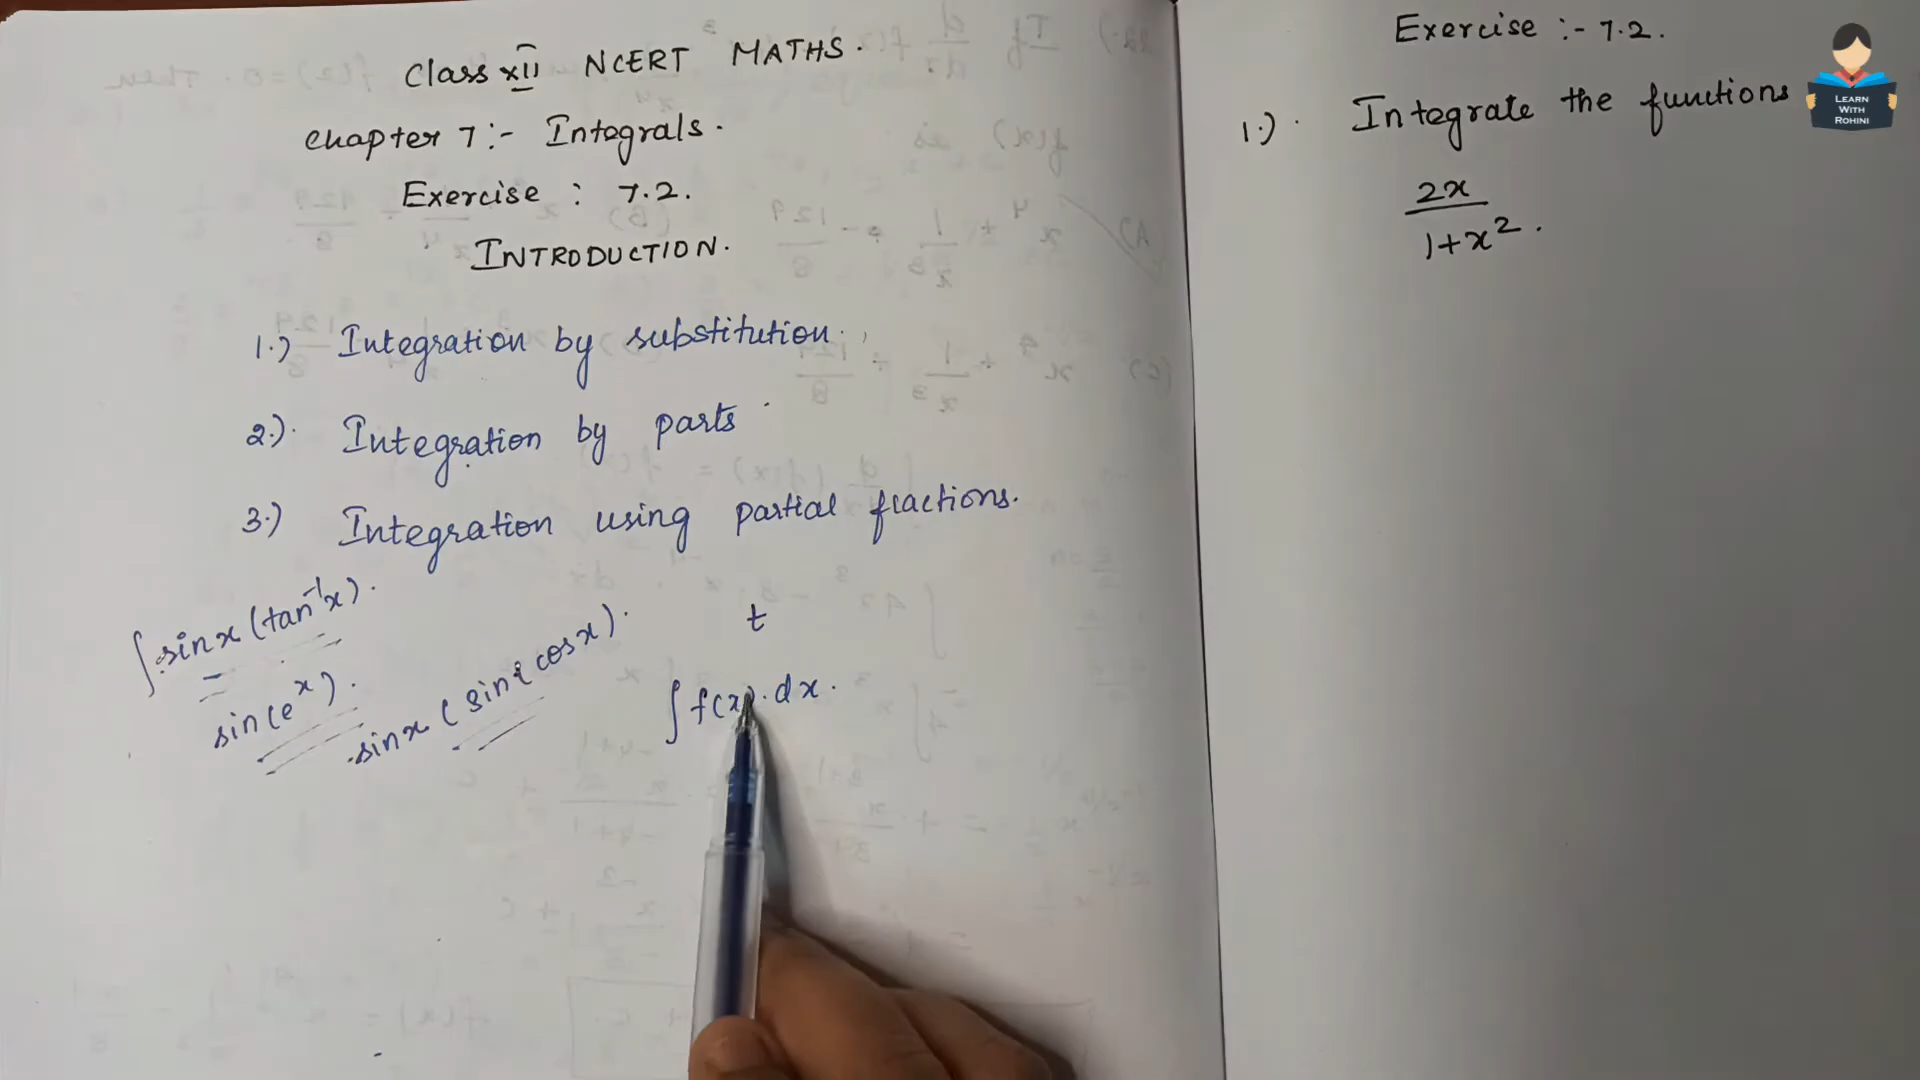 Class XII NCERT MATHS.
Chapter 7:- Integrals.
Exercise : 7.2.
INTRODUCTION.
1.) Integration by substitution.
2.). Integration by parts.
3.) Integration using partial fractions.
∫sinx(tan⁻¹x).
sin(eˣ).
sinx (sin x cosx).
t
∫f(x).dx.
Exercise :- 7.2.
1.). Integrate the functions
2x
1+x².
LEARN
WITH
ROHINI